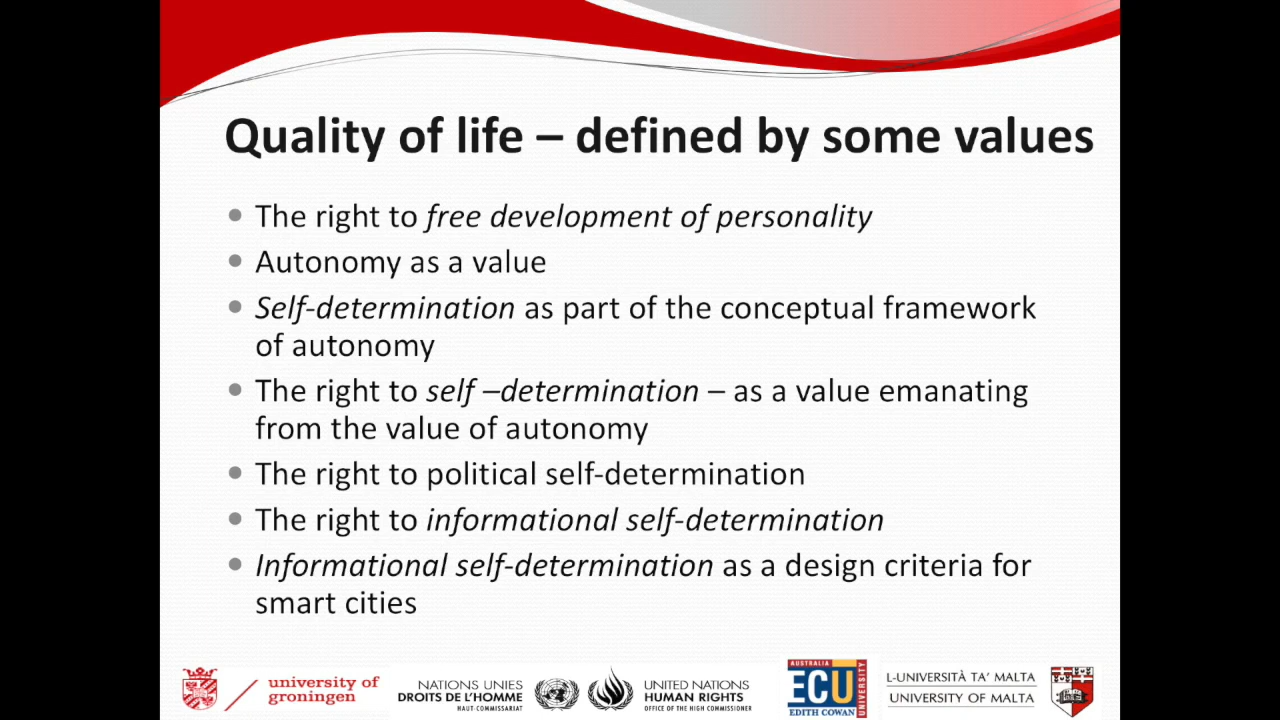 Quality of life – defined by some values
The right to free development of personality
Autonomy as a value
Self-determination as part of the conceptual framework
of autonomy
The right to self –determination – as a value emanating
from the value of autonomy
The right to political self-determination
The right to informational self-determination
Informational self-determination as a design criteria for
smart cities
university of
groningen
NATIONS UNIES
DROITS DE L'HOMME
HAUT-COMMISSARIAT
UNITED NATIONS
HUMAN RIGHTS
OFFICE OF THE HIGH COMMISSIONER
AUSTRALIA
ECU
UNIVERSITY
EDITH COWAN
L-UNIVERSITÀ TA' MALTA
UNIVERSITY OF MALTA